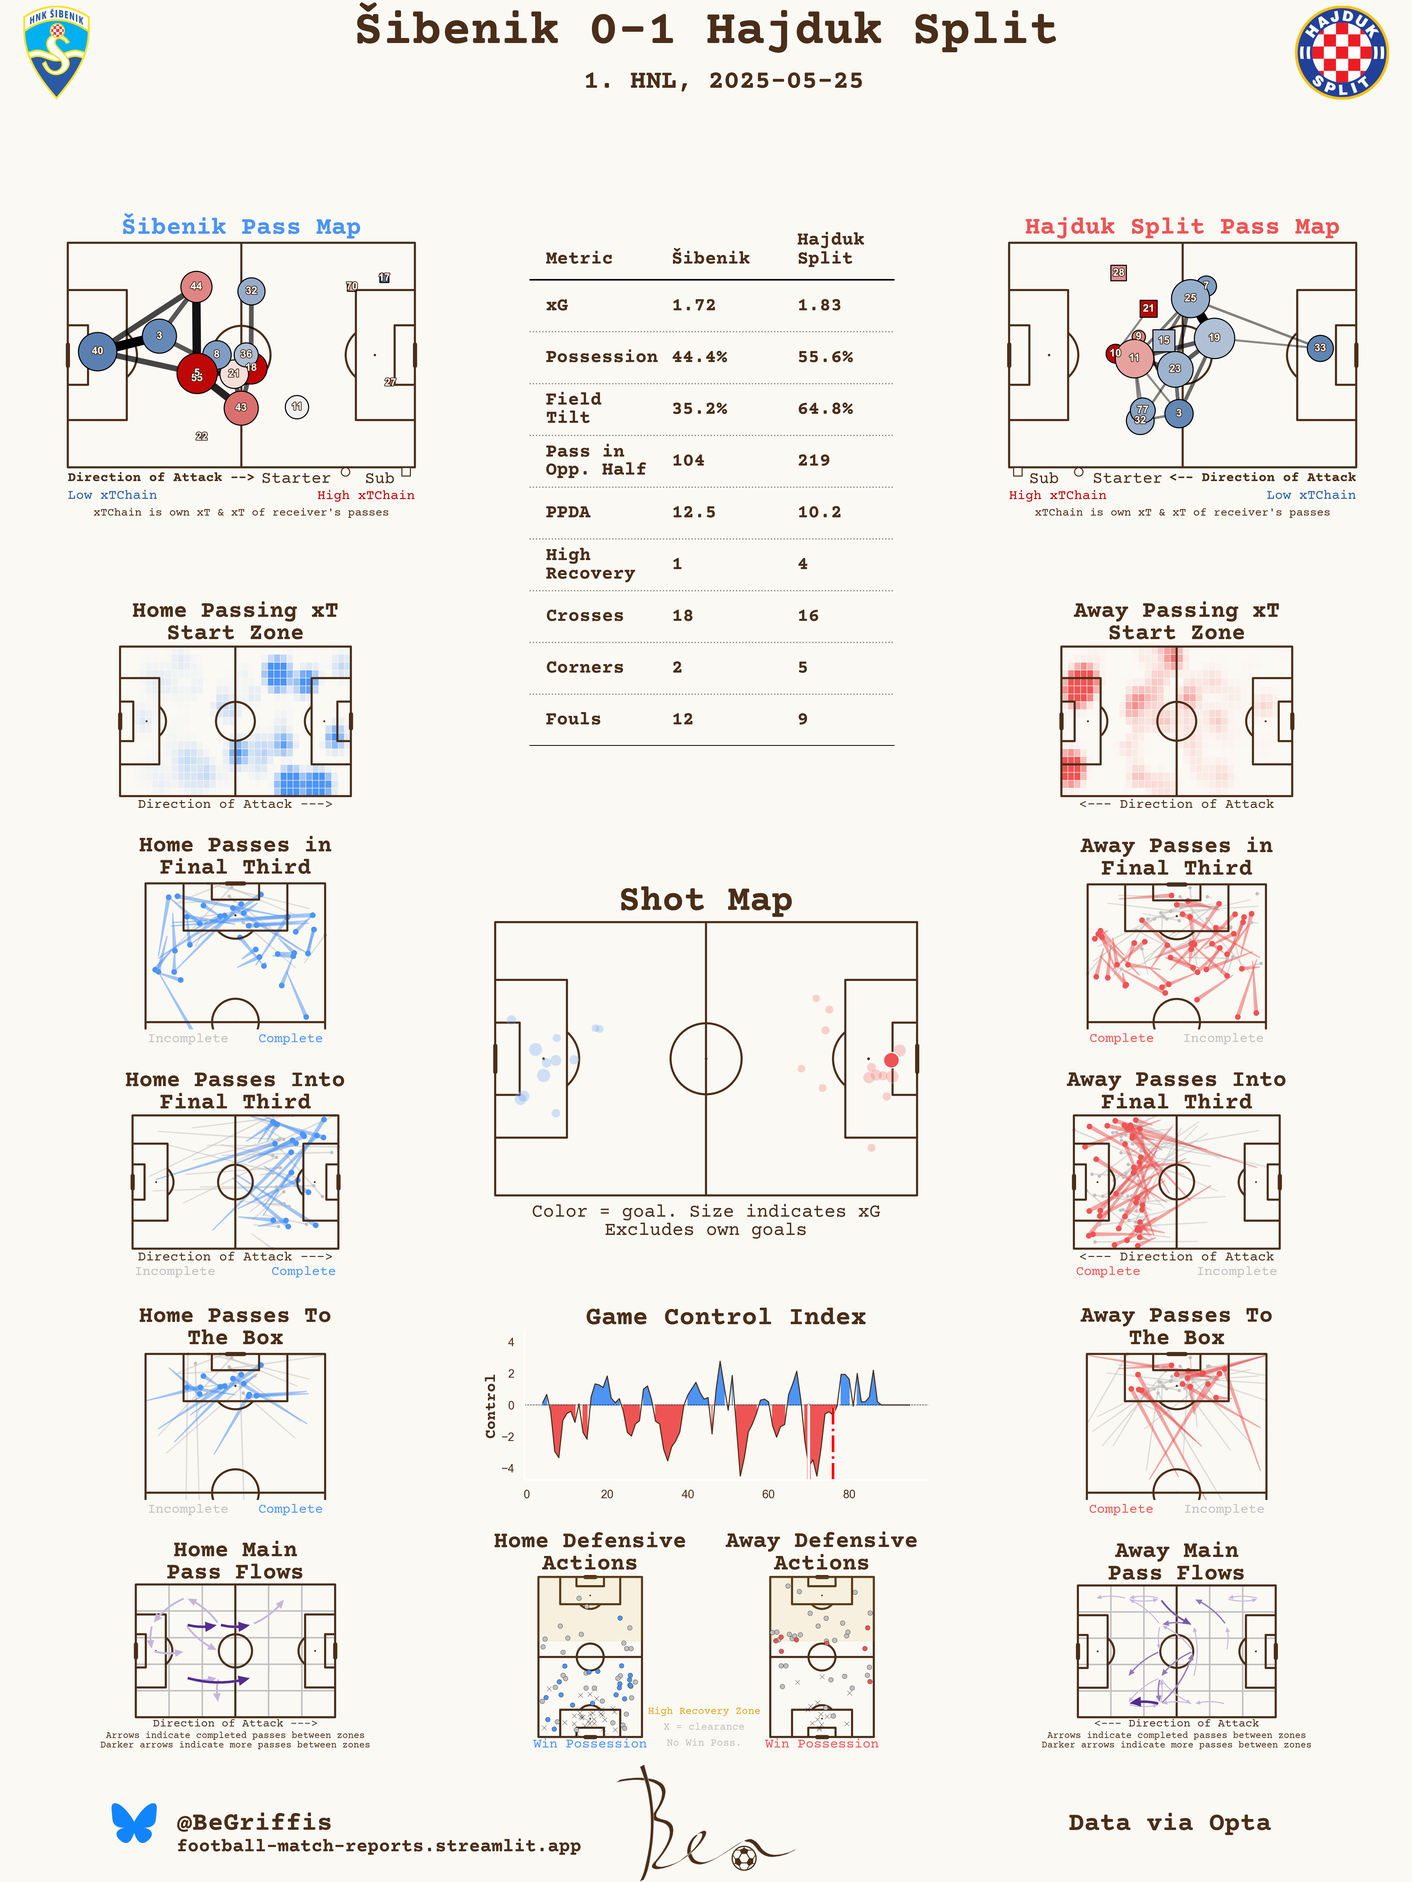 Šibenik 0-1 Hajduk Split
1. HNL, 2025-05-25
HNK ŠIBENIK
HAJDUK
SPLIT
Šibenik Pass Map
44
32
17
70
3
40
8
36
5
55
21
18
27
43
11
22
Direction of Attack --> Starter Sub
Low xTChain High xTChain
xTChain is own xT & xT of receiver's passes
Metric Šibenik Hajduk Split
xG 1.72 1.83
Possession 44.4% 55.6%
Field Tilt 35.2% 64.8%
Pass in Opp. Half 104 219
PPDA 12.5 10.2
High Recovery 1 4
Crosses 18 16
Corners 2 5
Fouls 12 9
Hajduk Split Pass Map
28
7
25
21
9
15
19
10
11
33
23
77
32
3
Sub Starter <-- Direction of Attack
High xTChain Low xTChain
xTChain is own xT & xT of receiver's passes
Home Passing xT
Start Zone
Direction of Attack --->
Away Passing xT
Start Zone
<--- Direction of Attack
Home Passes in
Final Third
Incomplete Complete
Away Passes in
Final Third
Complete Incomplete
Shot Map
Color = goal. Size indicates xG
Excludes own goals
Home Passes Into
Final Third
Direction of Attack --->
Incomplete Complete
Away Passes Into
Final Third
<--- Direction of Attack
Complete Incomplete
Home Passes To
The Box
Incomplete Complete
Game Control Index
Control
4
2
0
−2
−4
0 20 40 60 80
Away Passes To
The Box
Complete Incomplete
Home Main
Pass Flows
Direction of Attack --->
Arrows indicate completed passes between zones
Darker arrows indicate more passes between zones
Home Defensive
Actions
Win Possession
Away Defensive
Actions
Win Possession
High Recovery Zone
X = clearance
No Win Poss.
Away Main
Pass Flows
<--- Direction of Attack
Arrows indicate completed passes between zones
Darker arrows indicate more passes between zones
@BeGriffis
football-match-reports.streamlit.app
Ben
Data via Opta